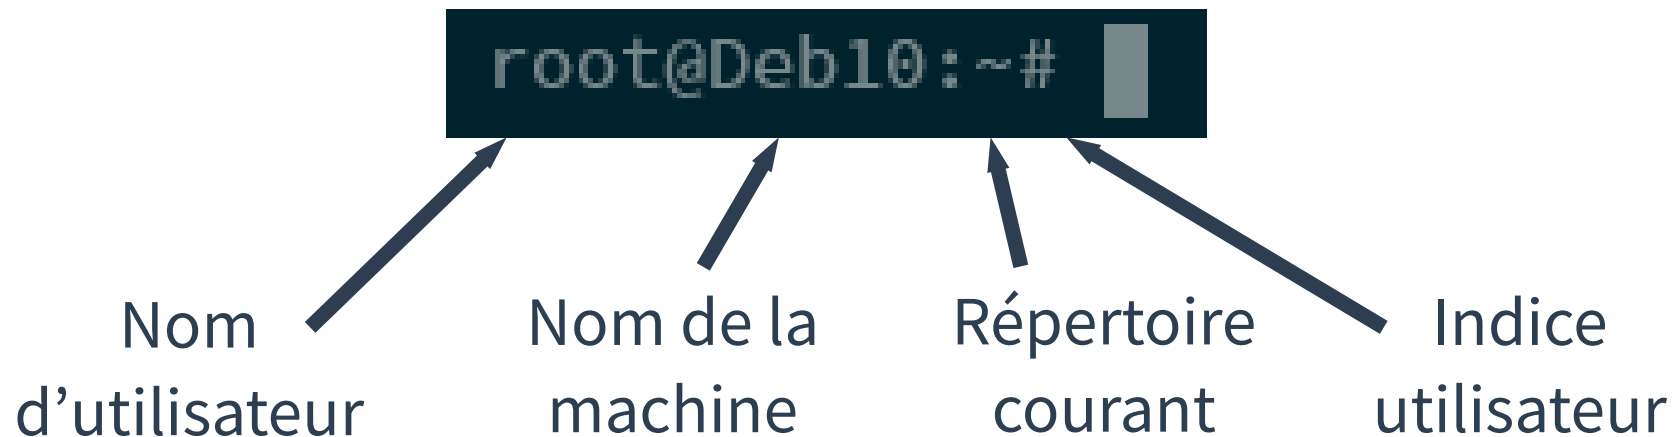 root@Deb10:~#
Nom
d’utilisateur
Nom de la
machine
Répertoire
courant
Indice
utilisateur